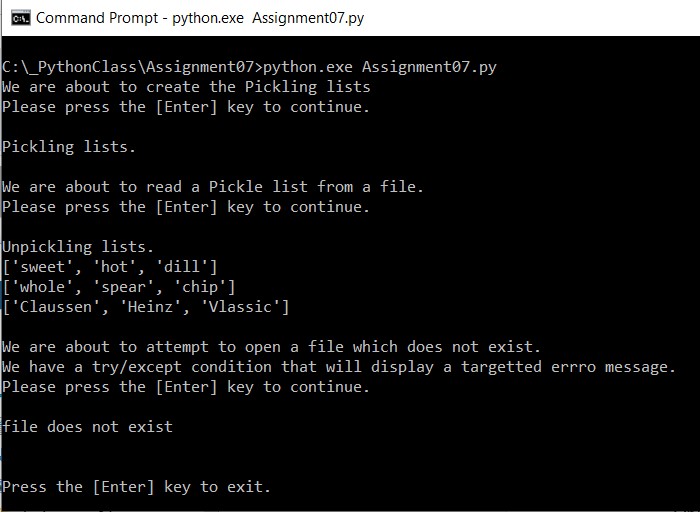 Command Prompt - python.exe  Assignment07.py
C:\_PythonClass\Assignment07>python.exe Assignment07.py
We are about to create the Pickling lists
Please press the [Enter] key to continue.
Pickling lists.
We are about to read a Pickle list from a file.
Please press the [Enter] key to continue.
Unpickling lists.
['sweet', 'hot', 'dill']
['whole', 'spear', 'chip']
['Claussen', 'Heinz', 'Vlassic']
We are about to attempt to open a file which does not exist.
We have a try/except condition that will display a targetted errro message.
Please press the [Enter] key to continue.
file does not exist
Press the [Enter] key to exit.